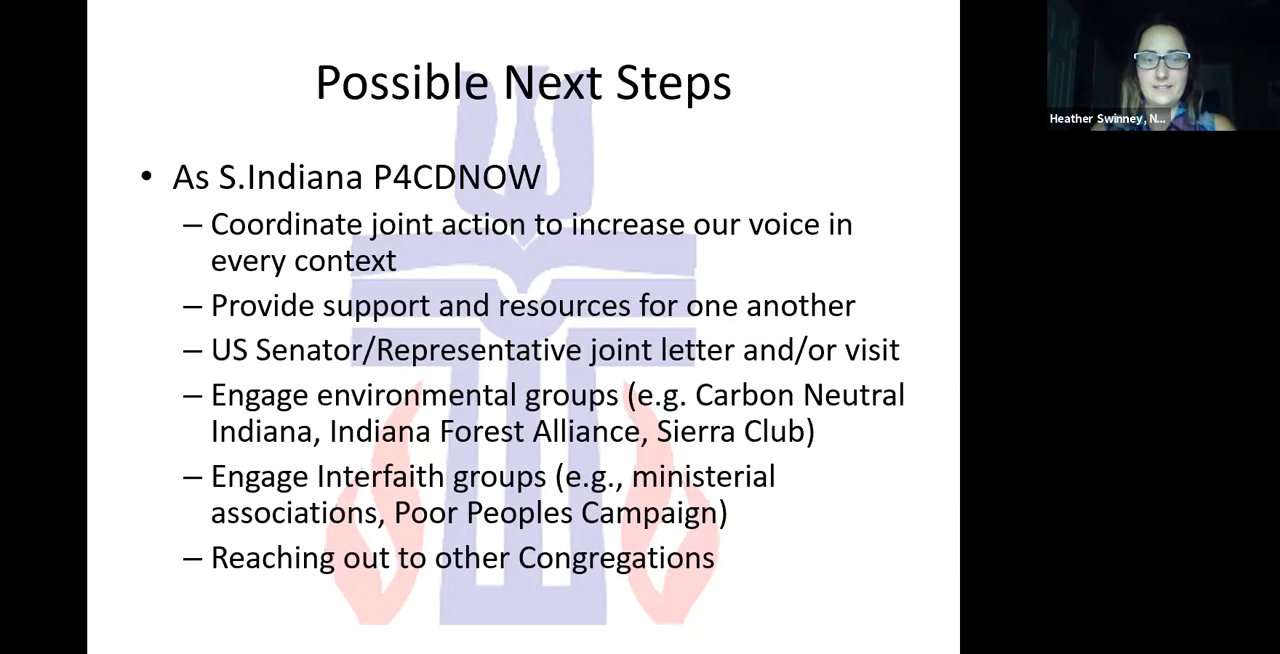 Possible Next Steps
• As S.Indiana P4CDNOW
– Coordinate joint action to increase our voice in
every context
– Provide support and resources for one another
– US Senator/Representative joint letter and/or visit
– Engage environmental groups (e.g. Carbon Neutral
Indiana, Indiana Forest Alliance, Sierra Club)
– Engage Interfaith groups (e.g., ministerial
associations, Poor Peoples Campaign)
– Reaching out to other Congregations
Heather Swinney, N...